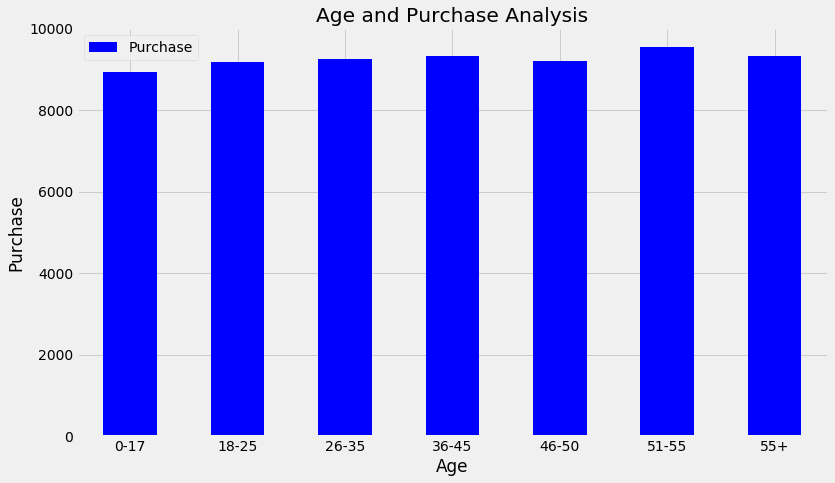 Age and Purchase Analysis
Purchase
10000
8000
6000
4000
2000
0
Purchase
0-17 18-25 26-35 36-45 46-50 51-55 55+
Age